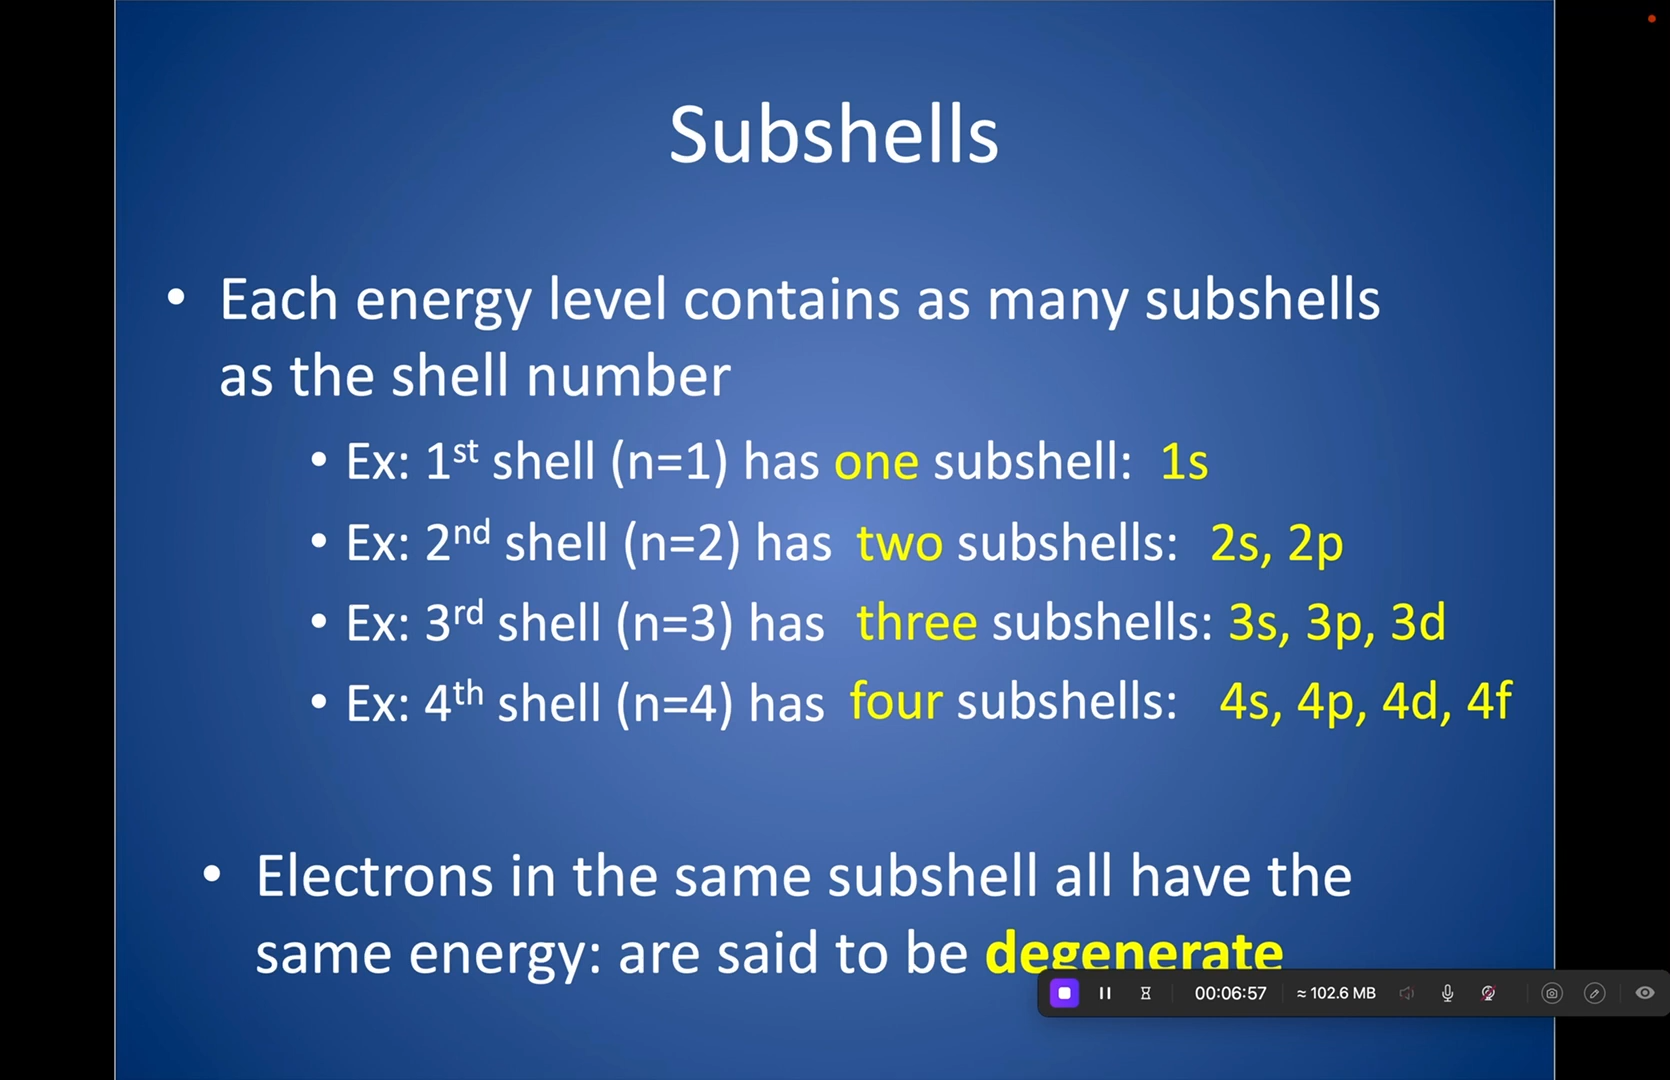 Subshells
• Each energy level contains as many subshells
as the shell number
• Ex: 1st shell (n=1) has one subshell: 1s
• Ex: 2nd shell (n=2) has two subshells: 2s, 2p
• Ex: 3rd shell (n=3) has three subshells: 3s, 3p, 3d
• Ex: 4th shell (n=4) has four subshells: 4s, 4p, 4d, 4f
• Electrons in the same subshell all have the
same energy: are said to be degenerate
00:06:57 ≈ 102.6 MB